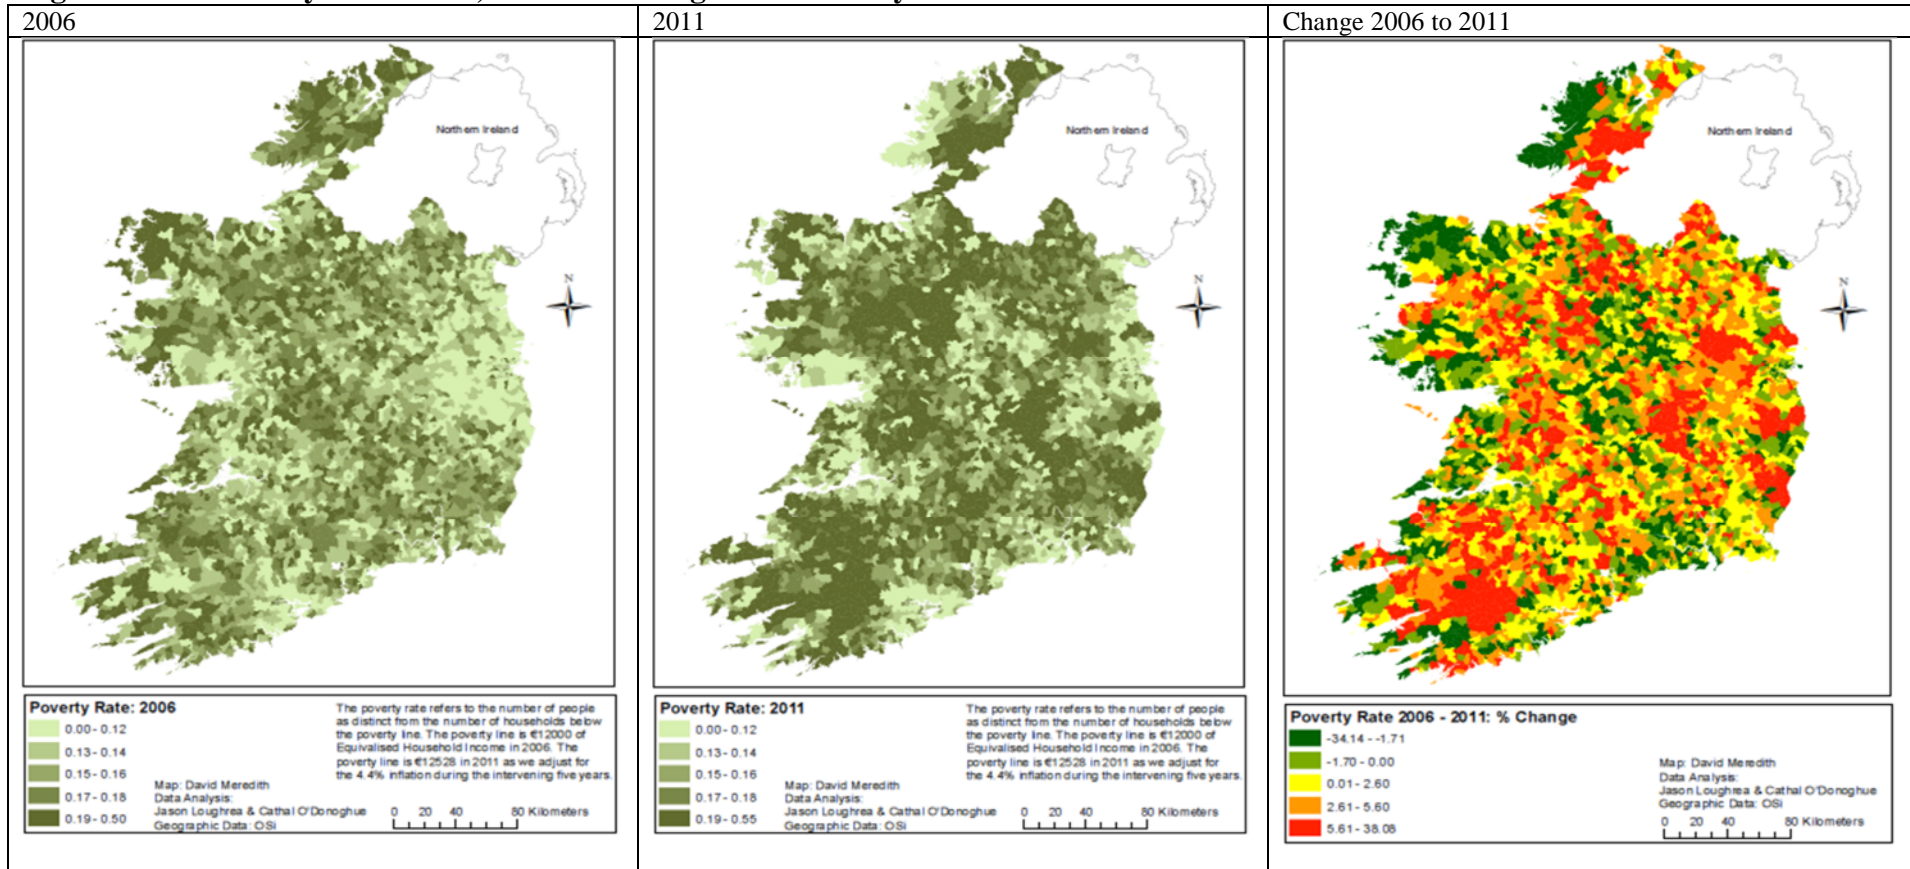 2006
2011
Change 2006 to 2011
Northern Ireland
N
Poverty Rate: 2006
0.00 - 0.12
0.13 - 0.14
0.15 - 0.16
0.17 - 0.18
0.19 - 0.50
The poverty rate refers to the number of people
as distinct from the number of households below
the poverty line. The poverty line is €12000 of
Equivalised Household Income in 2006. The
poverty line is €12528 in 2011 as we adjust for
the 4.4% inflation during the intervening five years.
Map: David Meredith
Data Analysis:
Jason Loughrea & Cathal O'Donoghue
Geographic Data: OSi
0 20 40 80 Kilometers
Northern Ireland
N
Poverty Rate: 2011
0.00 - 0.12
0.13 - 0.14
0.15 - 0.16
0.17 - 0.18
0.19 - 0.55
The poverty rate refers to the number of people
as distinct from the number of households below
the poverty line. The poverty line is €12000 of
Equivalised Household Income in 2006. The
poverty line is €12528 in 2011 as we adjust for
the 4.4% inflation during the intervening five years.
Map: David Meredith
Data Analysis:
Jason Loughrea & Cathal O'Donoghue
Geographic Data: OSi
0 20 40 80 Kilometers
Northern Ireland
N
Poverty Rate 2006 - 2011: % Change
-34.14 - -1.71
-1.70 - 0.00
0.01 - 2.60
2.61 - 5.60
5.61 - 38.08
Map: David Meredith
Data Analysis:
Jason Loughrea & Cathal O'Donoghue
Geographic Data: OSi
0 20 40 80 Kilometers